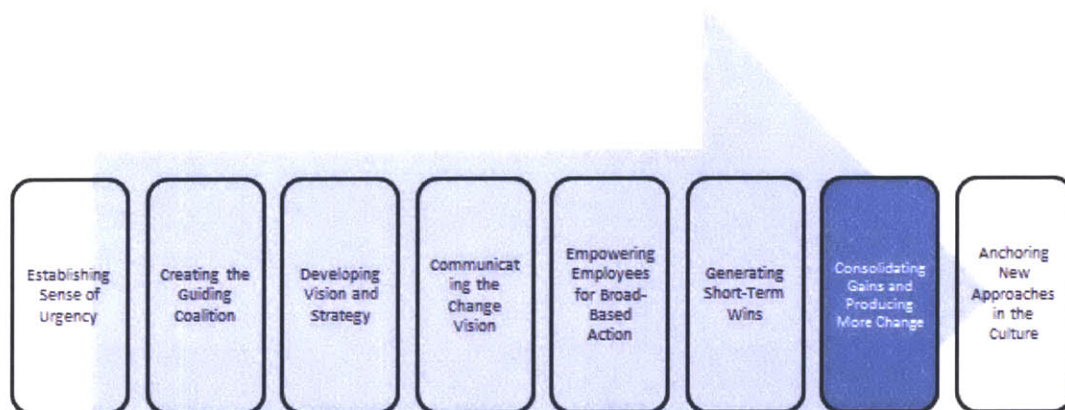 Establishing
Sense of
Urgency
Creating the
Guiding
Coalition
Developing
Vision and
Strategy
Communicat
ing the
Change
Vision
Empowering
Employees
for Broad-
Based
Action
Generating
Short-Term
Wins
Consolidating
Gains and
Producing
More Change
Anchoring
New
Approaches
in the
Culture